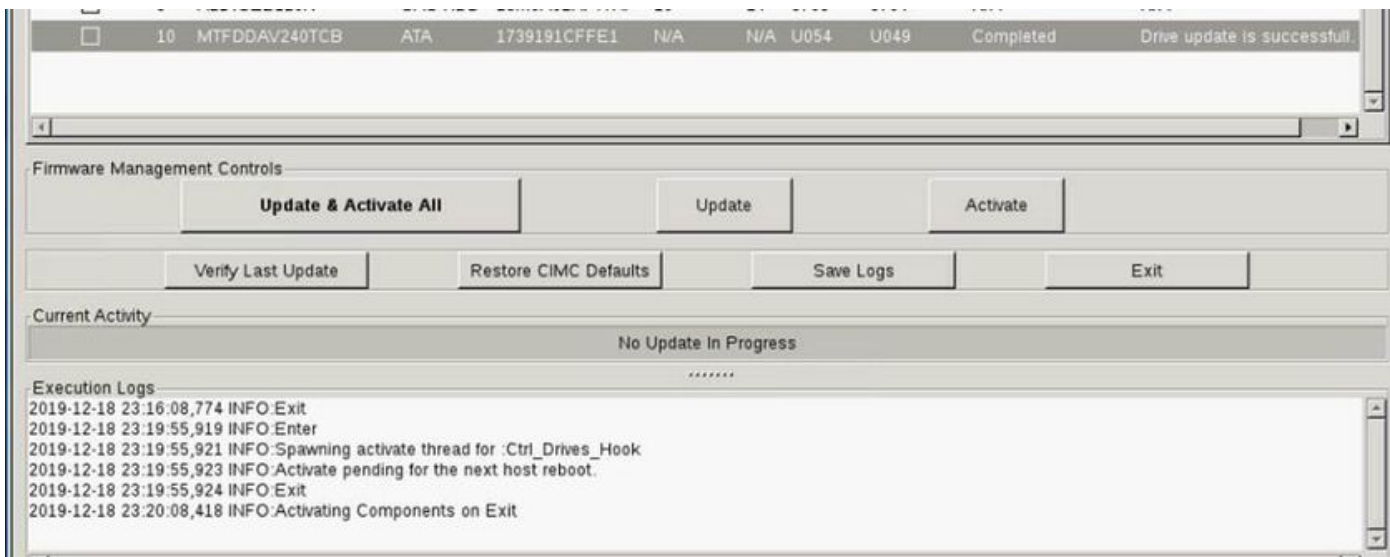 10 MTFDDAV240TCB ATA 1739191CFFE1 N/A N/A U054 U049 Completed Drive update is successfull.
Firmware Management Controls
Update & Activate All Update Activate
Verify Last Update Restore CIMC Defaults Save Logs Exit
Current Activity
No Update In Progress
Execution Logs
2019-12-18 23:16:08,774 INFO:Exit
2019-12-18 23:19:55,919 INFO:Enter
2019-12-18 23:19:55,921 INFO:Spawning activate thread for :Ctrl_Drives_Hook
2019-12-18 23:19:55,923 INFO:Activate pending for the next host reboot.
2019-12-18 23:19:55,924 INFO:Exit
2019-12-18 23:20:08,418 INFO:Activating Components on Exit